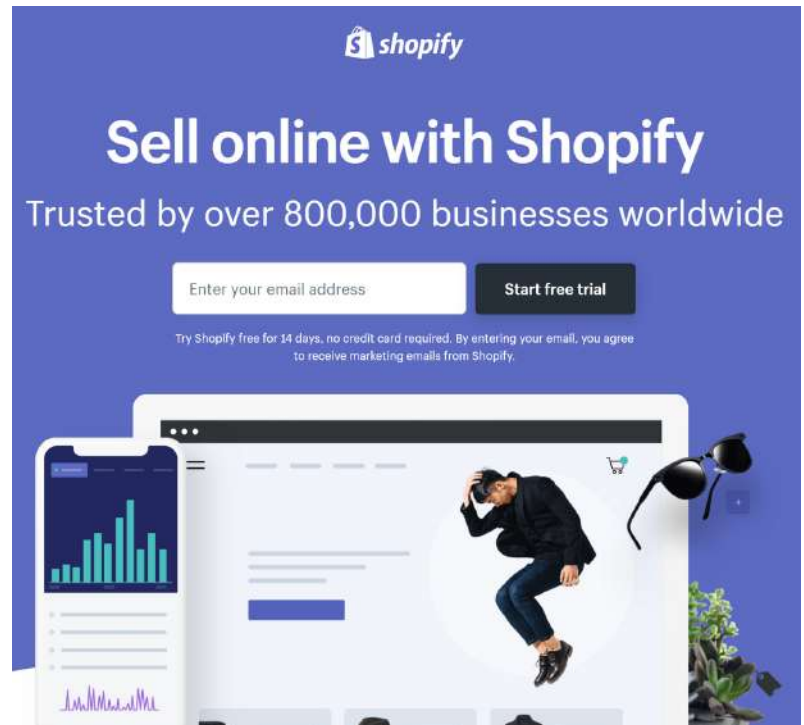 shopify
Sell online with Shopify
Trusted by over 800,000 businesses worldwide
Enter your email address
Start free trial
Try Shopify free for 14 days, no credit card required. By entering your email, you agree
to receive marketing emails from Shopify.